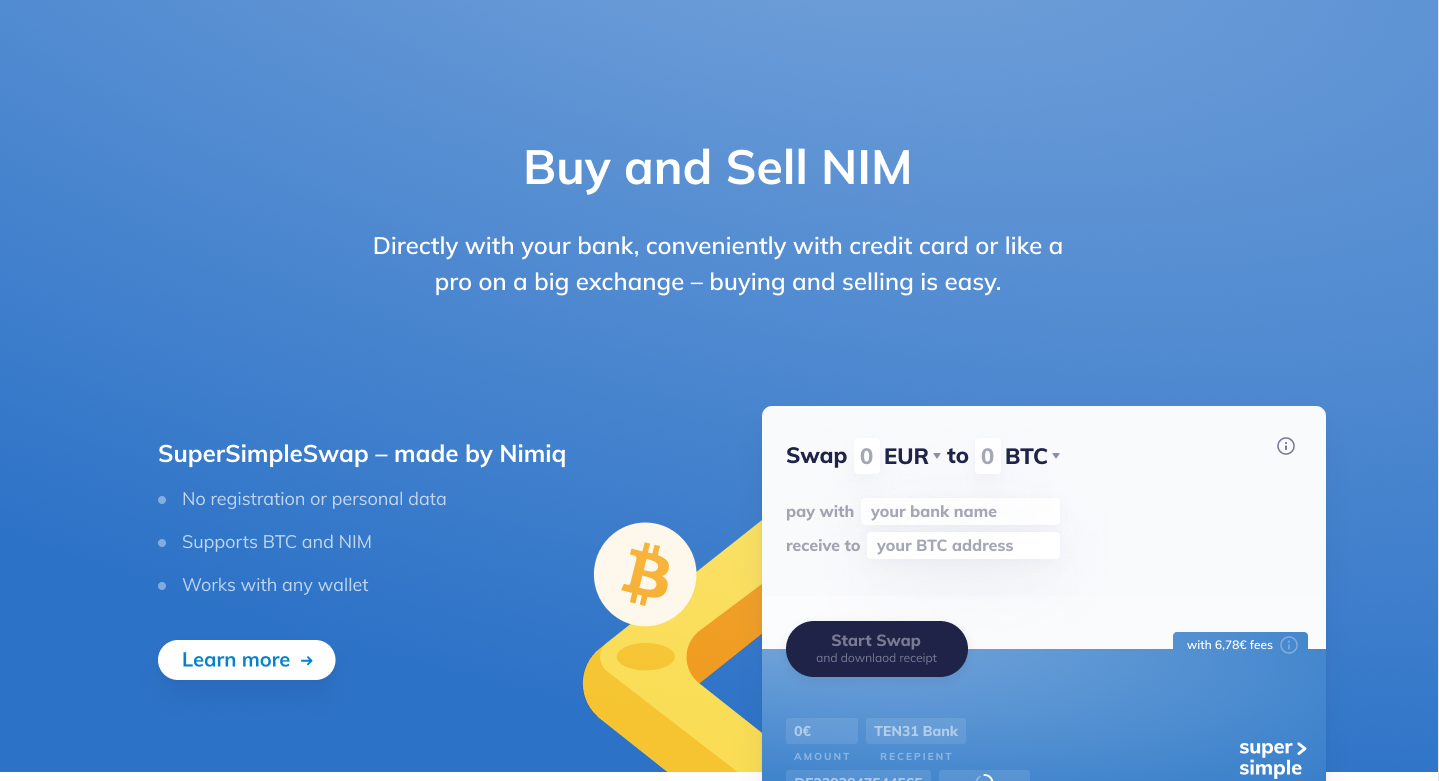 Buy and Sell NIM
Directly with your bank, conveniently with credit card or like a
pro on a big exchange – buying and selling is easy.
SuperSimpleSwap – made by Nimiq
No registration or personal data
Supports BTC and NIM
Works with any wallet
Learn more
Swap 0 EUR to 0 BTC
pay with your bank name
receive to your BTC address
Start Swap
and downlaod receipt
with 6,78€ fees
0€ TEN31 Bank
AMOUNT RECEPIENT
super
simple